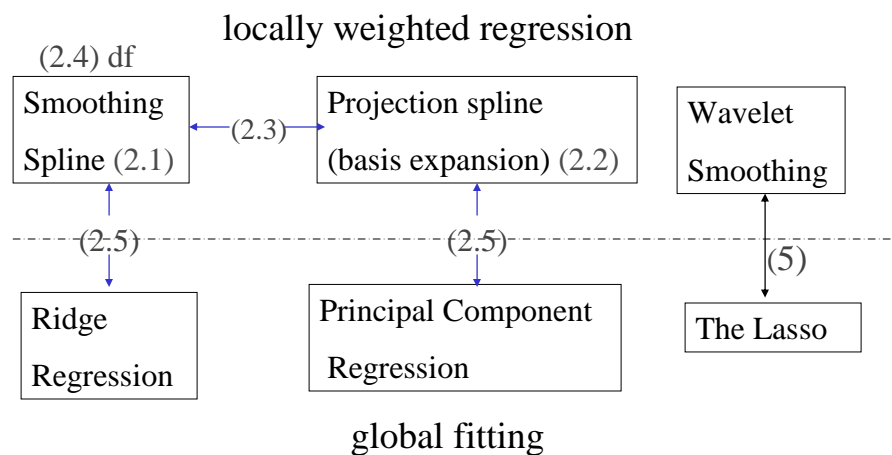 locally weighted regression
(2.4) df
Smoothing
Spline (2.1)
(2.3)
Projection spline
(basis expansion) (2.2)
Wavelet
Smoothing
(2.5)
(2.5)
(5)
Ridge
Regression
Principal Component
Regression
The Lasso
global fitting